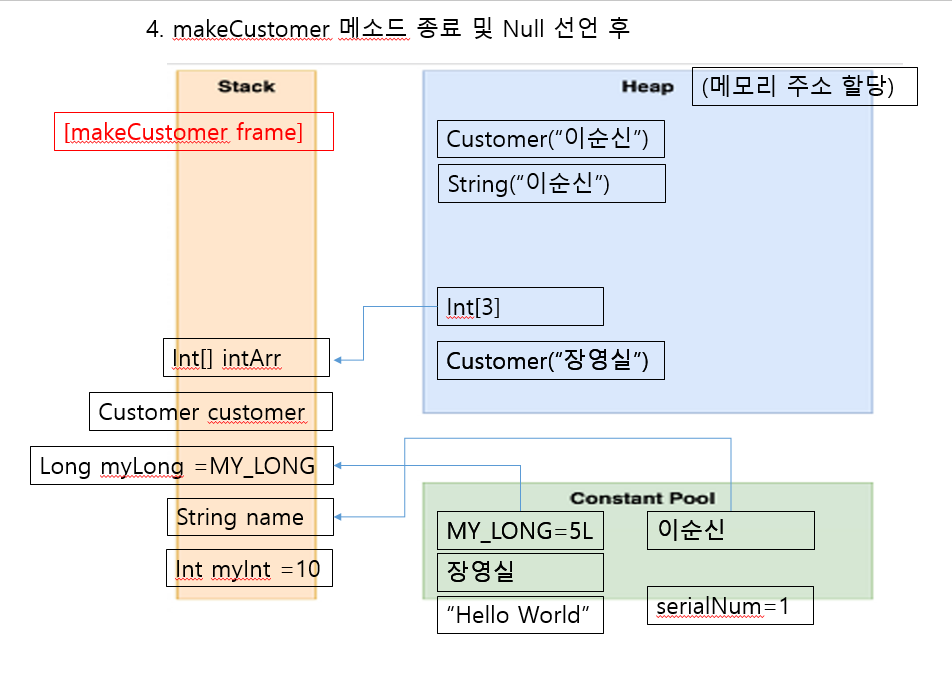 4. makeCustomer 메소드 종료 및 Null 선언 후
Stack
Heap
(메모리 주소 할당)
[makeCustomer frame]
Customer(“이순신”)
String(“이순신”)
Int[3]
Int[] intArr
Customer(“장영실”)
Customer customer
Long myLong =MY_LONG
Constant Pool
String name
MY_LONG=5L
이순신
Int myInt =10
장영실
“Hello World”
serialNum=1